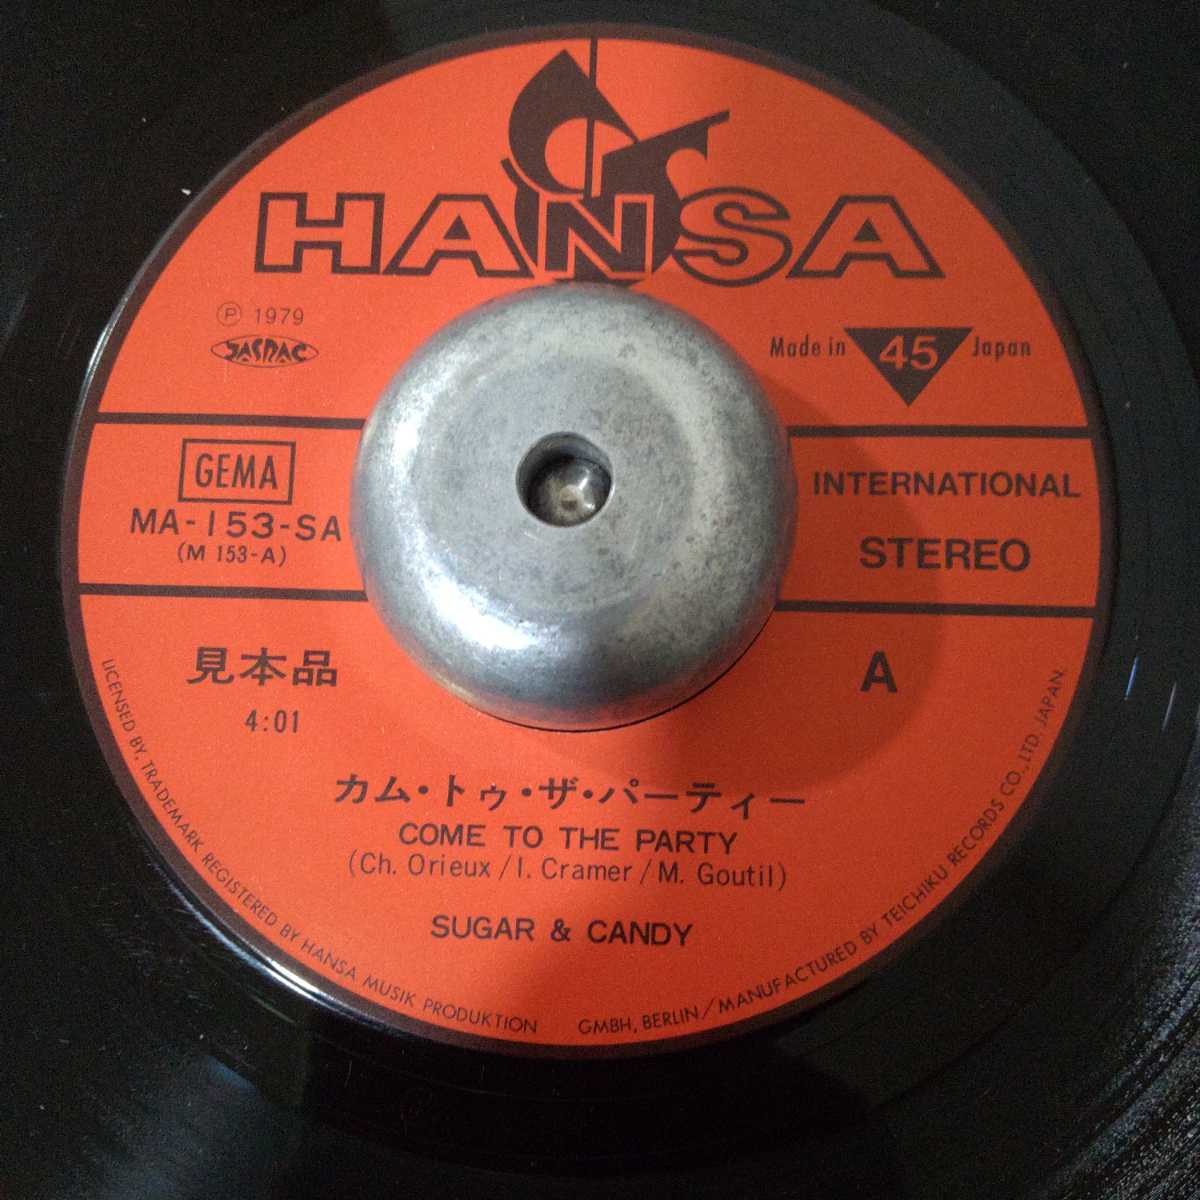 HANSA
Ⓟ 1979
JASRAC
Made in 45 Japan
GEMA
MA-153-SA
(M 153-A)
INTERNATIONAL
STEREO
見本品
4:01
A
カム・トゥ・ザ・パーティー
COME TO THE PARTY
(Ch. Orieux/I. Cramer/M. Goutil)
SUGAR & CANDY
LICENSED BY, TRADEMARK REGISTERED BY HANSA MUSIK PRODUKTION GMBH, BERLIN/MANUFACTURED BY TEICHIKU RECORDS CO., LTD. JAPAN.